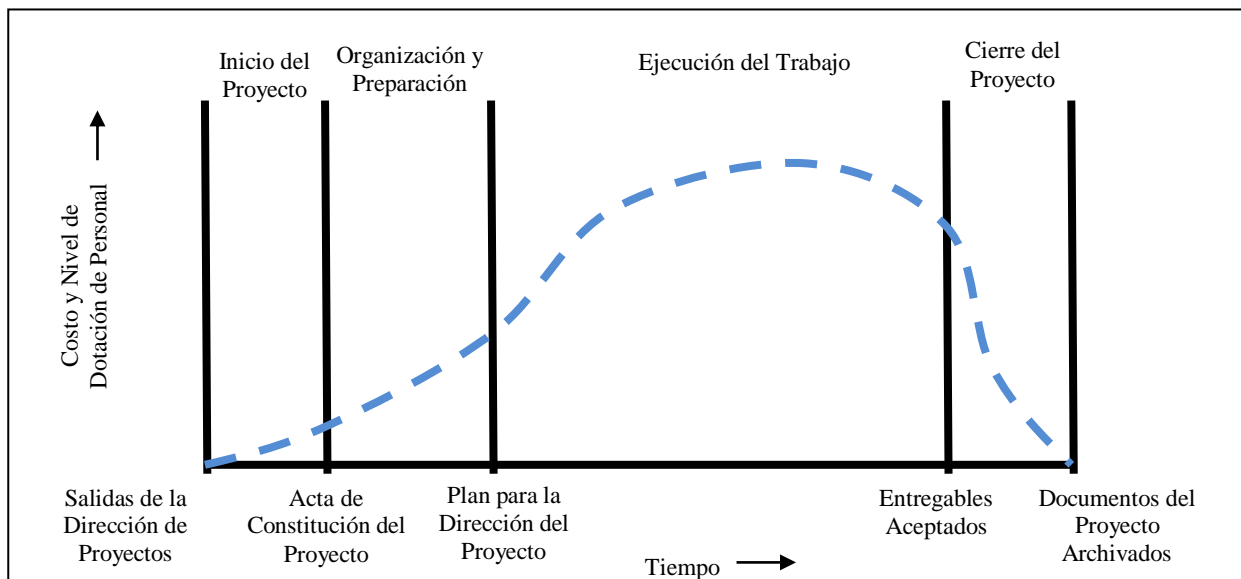 Inicio del
Proyecto
Organización y
Preparación
Ejecución del Trabajo
Cierre del
Proyecto
Costo y Nivel de
Dotación de Personal
Salidas de la
Dirección de
Proyectos
Acta de
Constitución del
Proyecto
Plan para la
Dirección del
Proyecto
Entregables
Aceptados
Documentos del
Proyecto
Archivados
Tiempo